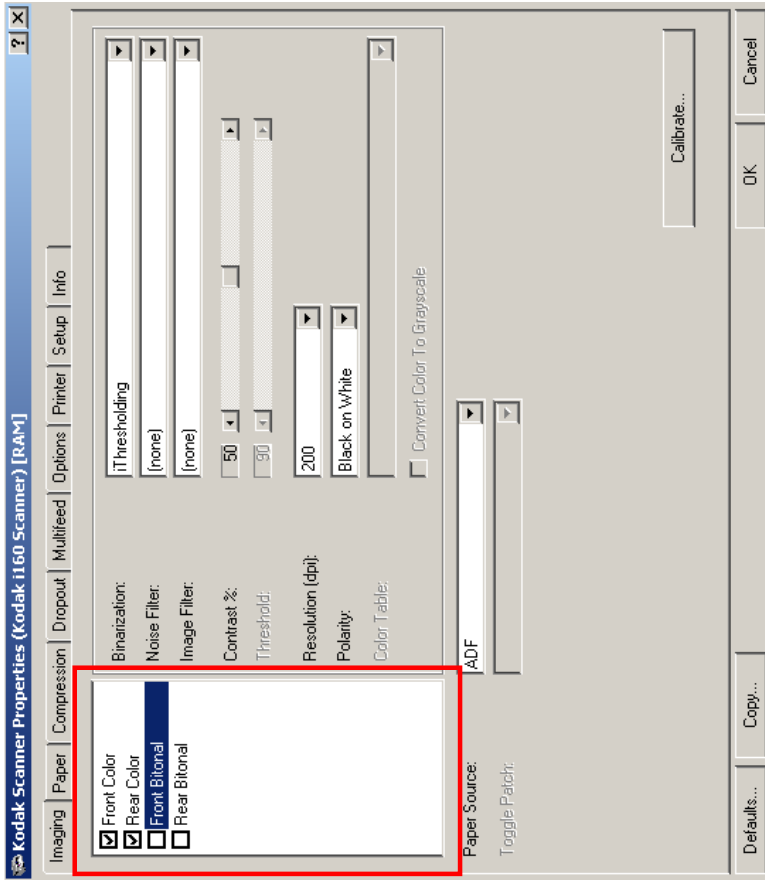 Kodak Scanner Properties (Kodak i160 Scanner) [RAM]
Imaging Paper Compression Dropout Multifeed Options Printer Setup Info
Front Color
Rear Color
Front Bitonal
Rear Bitonal
Binarization: iThresholding
Noise Filter: (none)
Image Filter: (none)
Contrast %: 50
Threshold: 90
Resolution (dpi): 200
Polarity: Black on White
Color Table:
Convert Color To Grayscale
Paper Source: ADF
Toggle Patch:
Calibrate...
Defaults... Copy... OK Cancel